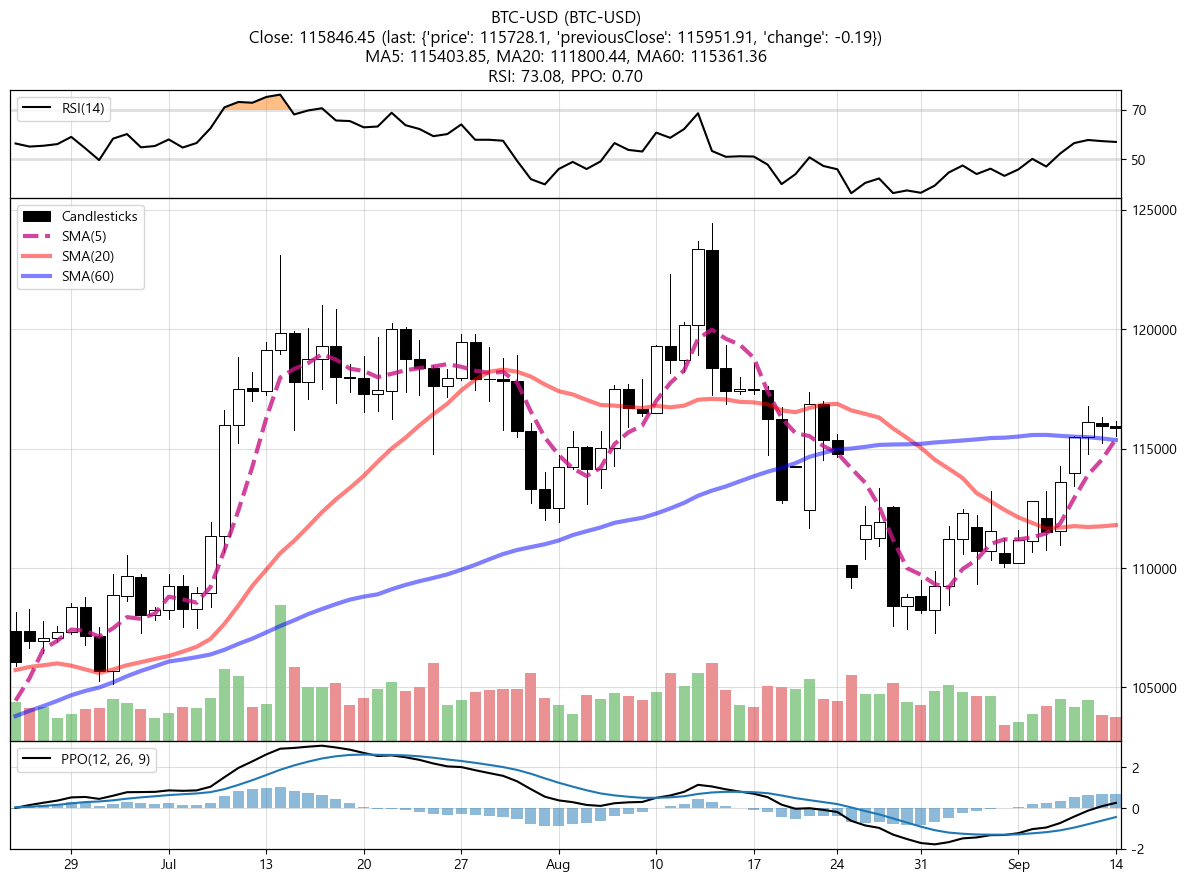 BTC-USD (BTC-USD)
Close: 115846.45 (last: {'price': 115728.1, 'previousClose': 115951.91, 'change': -0.19})
MA5: 115403.85, MA20: 111800.44, MA60: 115361.36
RSI: 73.08, PPO: 0.70
RSI(14)
70
50
Candlesticks
SMA(5)
SMA(20)
SMA(60)
125000
120000
115000
110000
105000
PPO(12, 26, 9)
2
0
-2
29 Jul 13 20 27 Aug 10 17 24 31 Sep 14